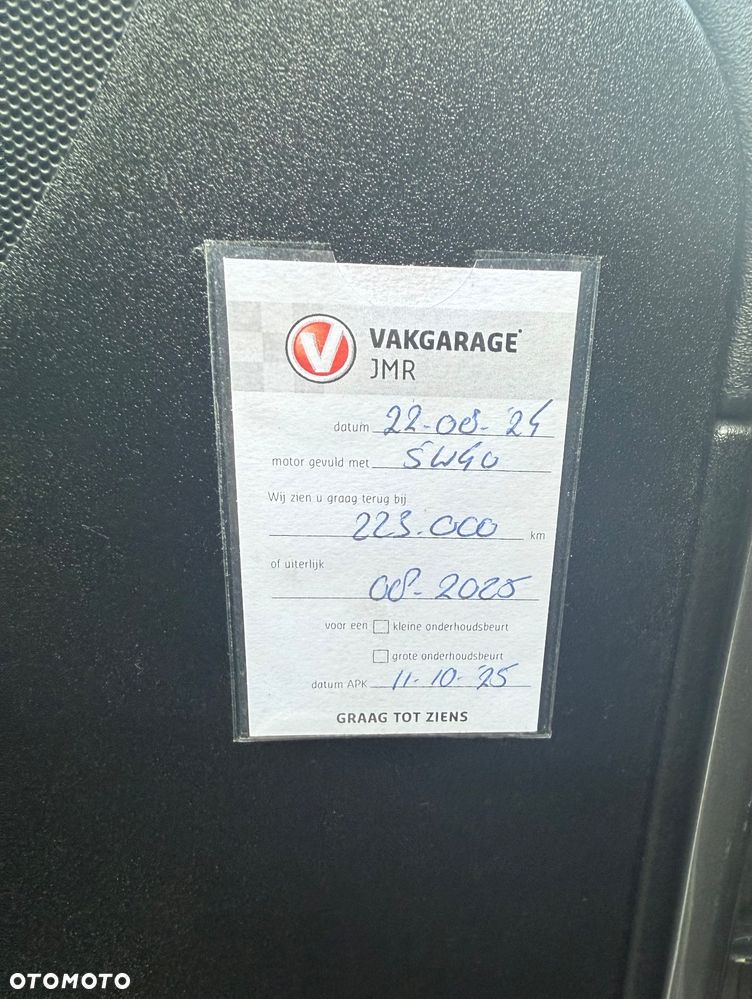 V VAKGARAGE
JMR
datum 22-08-'24
motor gevuld met 5W40
Wij zien u graag terug bij
223.000 km
of uiterlijk
08-2025
voor een kleine onderhoudsbeurt
grote onderhoudsbeurt
datum APK 11-10-'25
GRAAG TOT ZIENS
OTOMOTO